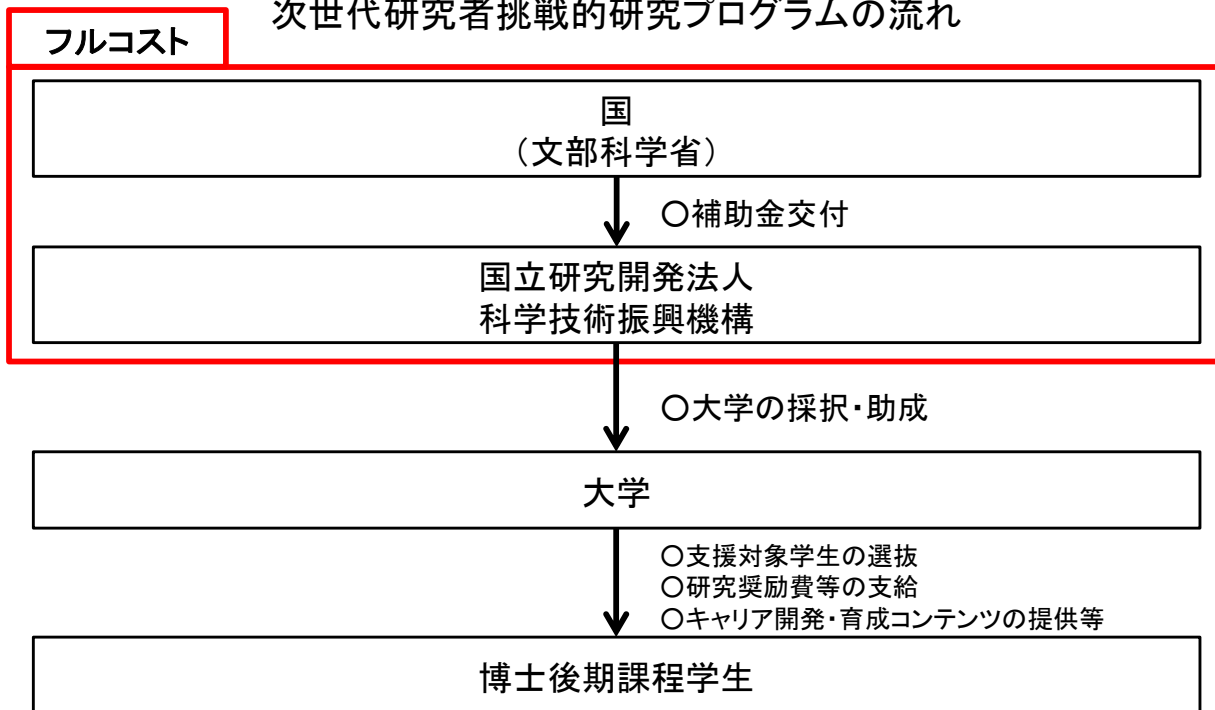 次世代研究者挑戦的研究プログラムの流れ
フルコスト
国
（文部科学省）
〇補助金交付
国立研究開発法人
科学技術振興機構
〇大学の採択・助成
大学
〇支援対象学生の選抜
〇研究奨励費等の支給
〇キャリア開発・育成コンテンツの提供等
博士後期課程学生